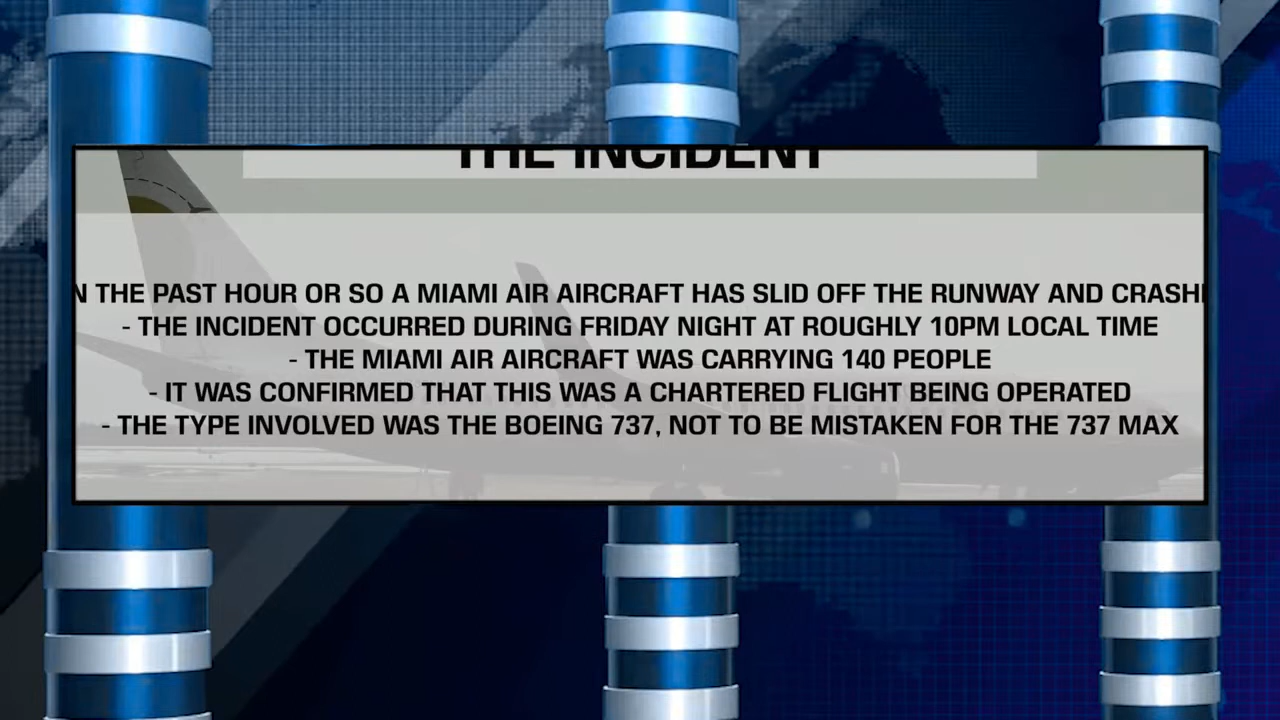 THE INCIDENT
N THE PAST HOUR OR SO A MIAMI AIR AIRCRAFT HAS SLID OFF THE RUNWAY AND CRASH
- THE INCIDENT OCCURRED DURING FRIDAY NIGHT AT ROUGHLY 10PM LOCAL TIME
- THE MIAMI AIR AIRCRAFT WAS CARRYING 140 PEOPLE
- IT WAS CONFIRMED THAT THIS WAS A CHARTERED FLIGHT BEING OPERATED
- THE TYPE INVOLVED WAS THE BOEING 737, NOT TO BE MISTAKEN FOR THE 737 MAX